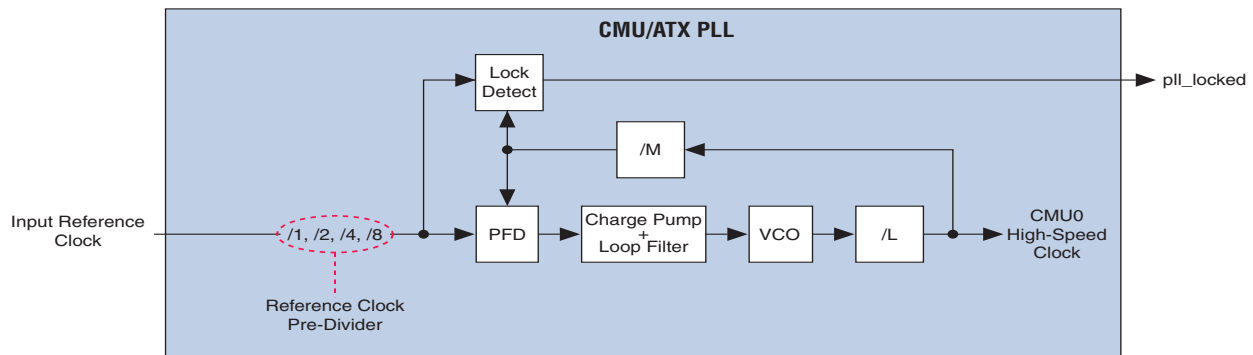 CMU/ATX PLL
Lock
Detect
pll_locked
/M
Input Reference
Clock
/1, /2, /4, /8
PFD
Charge Pump
+
Loop Filter
VCO
/L
CMU0
High-Speed
Clock
Reference Clock
Pre-Divider